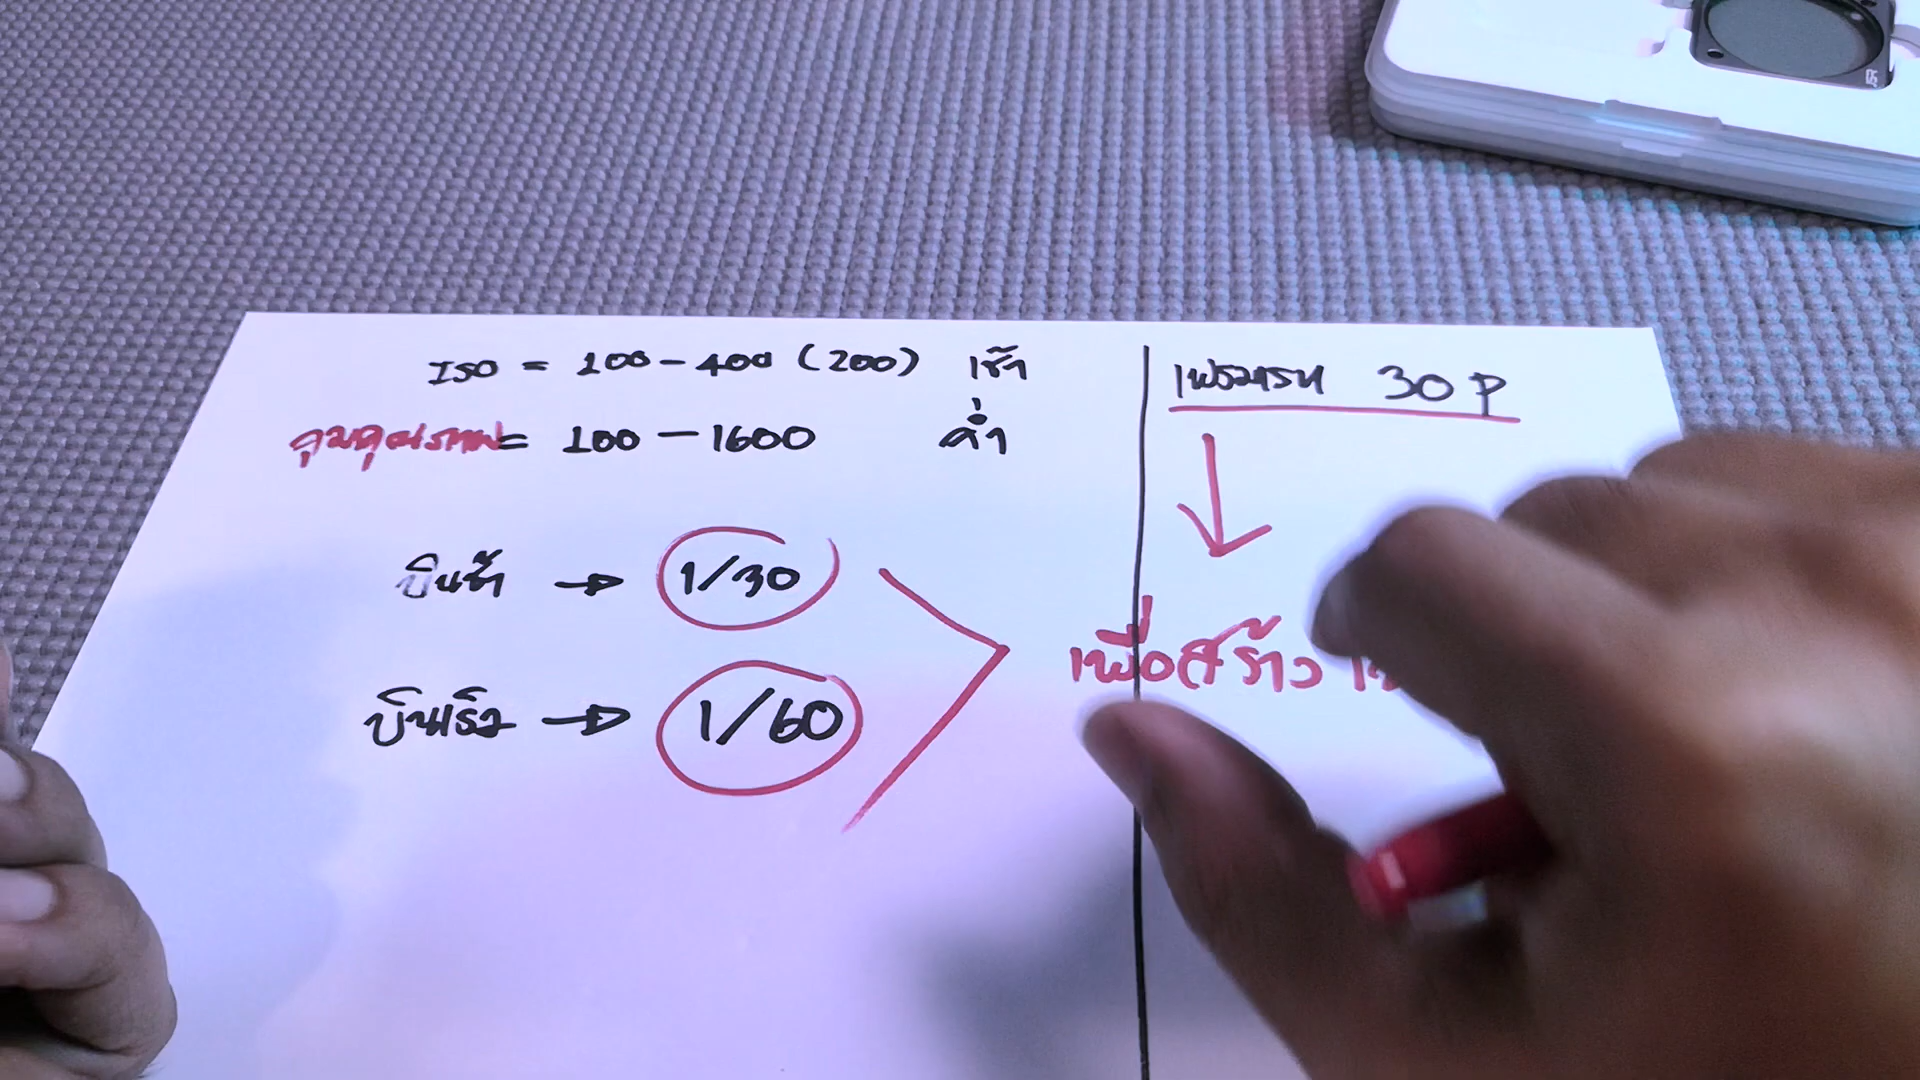 ISO = 100 - 400 (200) เช้า
คุมคุณภาพ = 100 - 1600 ค่ำ
บินช้า → 1/30
บินเร็ว → 1/60
เฟรมเรท 30 P
เพื่อสร้าง